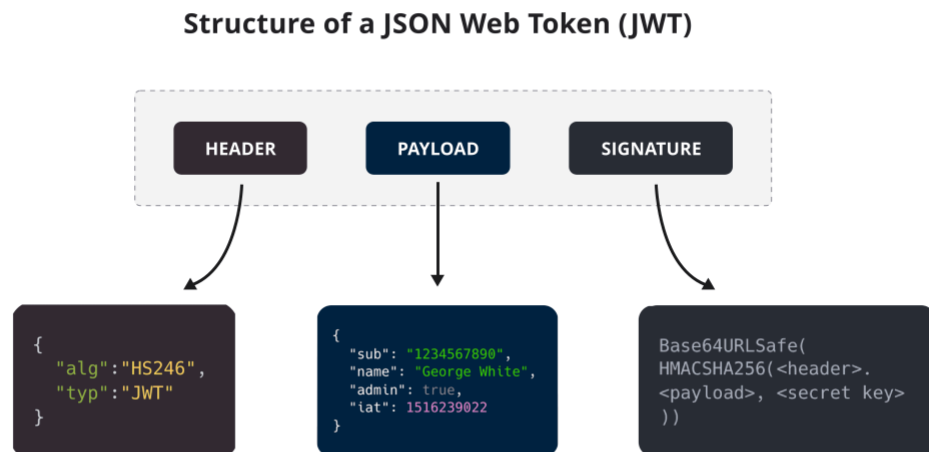 Structure of a JSON Web Token (JWT)
HEADER
PAYLOAD
SIGNATURE
{
"alg":"HS246",
"typ":"JWT"
}
{
"sub": "1234567890",
"name": "George White",
"admin": true,
"iat": 1516239022
}
Base64URLSafe(
HMACSHA256(<header>.
<payload>, <secret key>
))